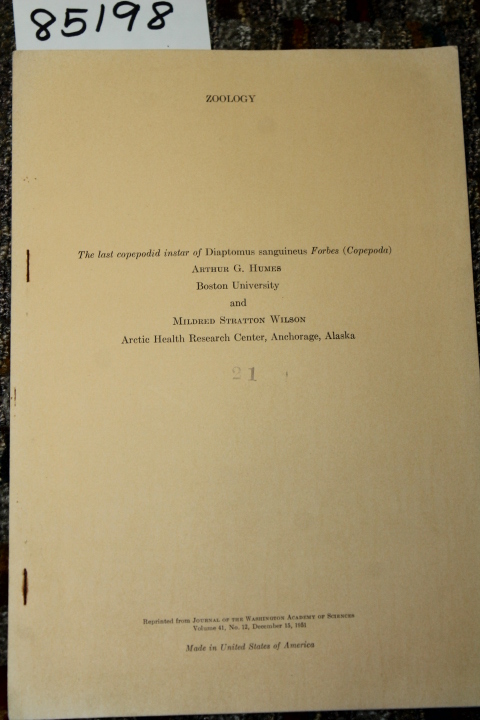 85198
ZOOLOGY
The last copepodid instar of Diaptomus sanguineus Forbes (Copepoda)
ARTHUR G. HUMES
Boston University
and
MILDRED STRATTON WILSON
Arctic Health Research Center, Anchorage, Alaska
21
Reprinted from JOURNAL OF THE WASHINGTON ACADEMY OF SCIENCES
Volume 41, No. 12, December 15, 1951
Made in United States of America